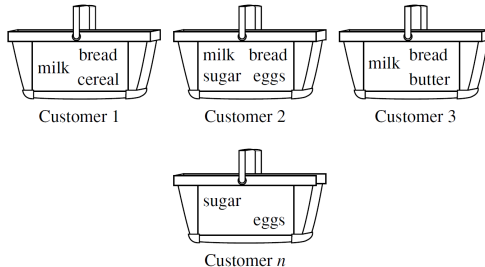 milk bread cereal
Customer 1
milk bread
sugar eggs
Customer 2
milk bread butter
Customer 3
sugar
eggs
Customer n